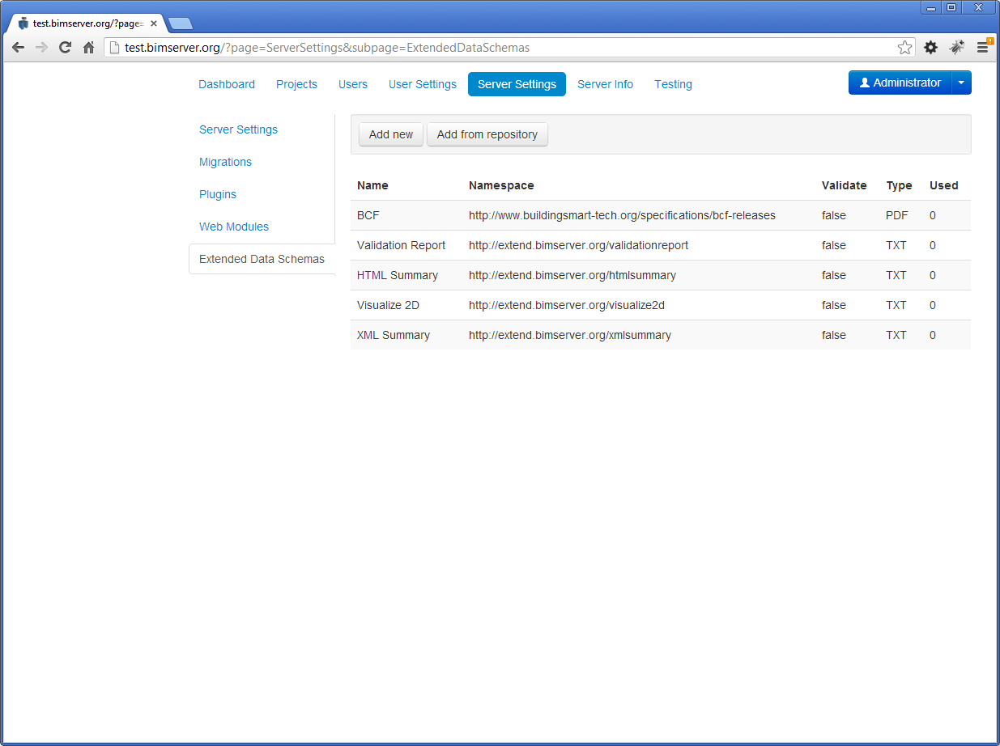 test.bimserver.org/?page=
test.bimserver.org/?page=ServerSettings&subpage=ExtendedDataSchemas
Dashboard Projects Users User Settings Server Settings Server Info Testing Administrator
Server Settings
Migrations
Plugins
Web Modules
Extended Data Schemas
Add new Add from repository
Name Namespace Validate Type Used
BCF http://www.buildingsmart-tech.org/specifications/bcf-releases false PDF 0
Validation Report http://extend.bimserver.org/validationreport false TXT 0
HTML Summary http://extend.bimserver.org/htmlsummary false TXT 0
Visualize 2D http://extend.bimserver.org/visualize2d false TXT 0
XML Summary http://extend.bimserver.org/xmlsummary false TXT 0